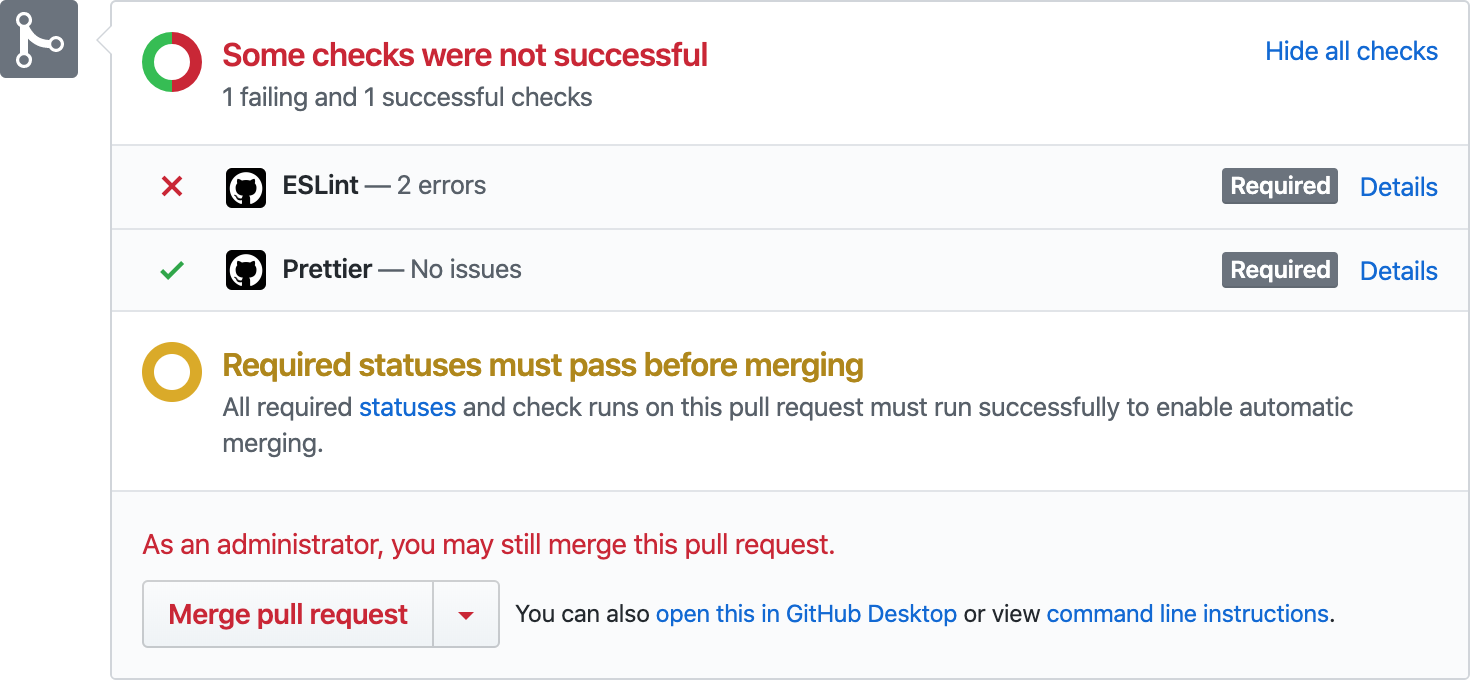 Some checks were not successful
Hide all checks
1 failing and 1 successful checks
ESLint — 2 errors
Required
Details
Prettier — No issues
Required
Details
Required statuses must pass before merging
All required statuses and check runs on this pull request must run successfully to enable automatic
merging.
As an administrator, you may still merge this pull request.
Merge pull request
You can also open this in GitHub Desktop or view command line instructions.